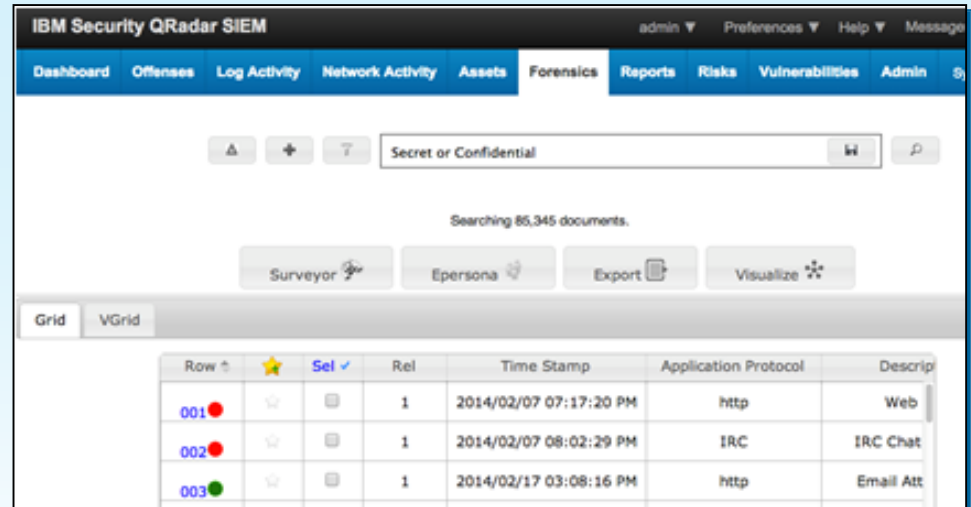 IBM Security QRadar SIEM admin ▼ Preferences ▼ Help ▼ Message
Dashboard Offenses Log Activity Network Activity Assets Forensics Reports Risks Vulnerabilities Admin Sy
Secret or Confidential
Searching 85,345 documents.
Surveyor Epersona Export Visualize
Grid VGrid
Row Sel Rel Time Stamp Application Protocol Descrip
001 1 2014/02/07 07:17:20 PM http Web
002 1 2014/02/07 08:02:29 PM IRC IRC Chat
003 1 2014/02/17 03:08:16 PM http Email Att